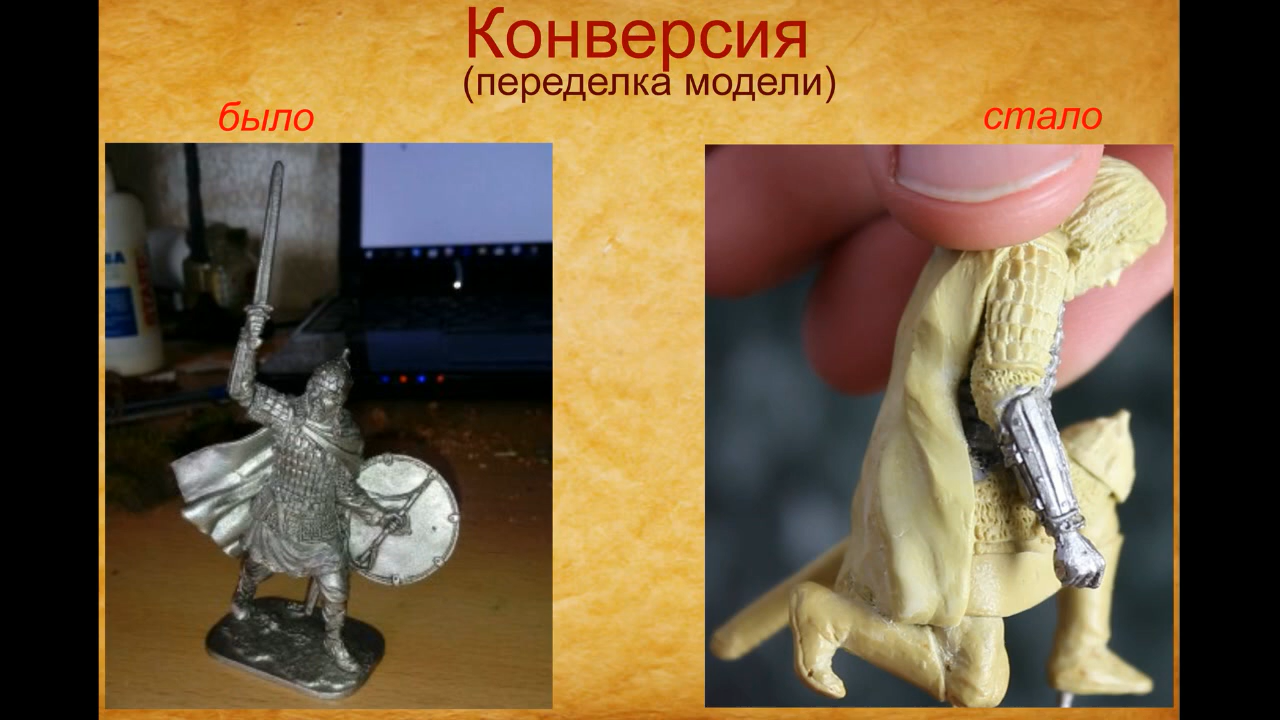 Конверсия
(переделка модели)
было
стало